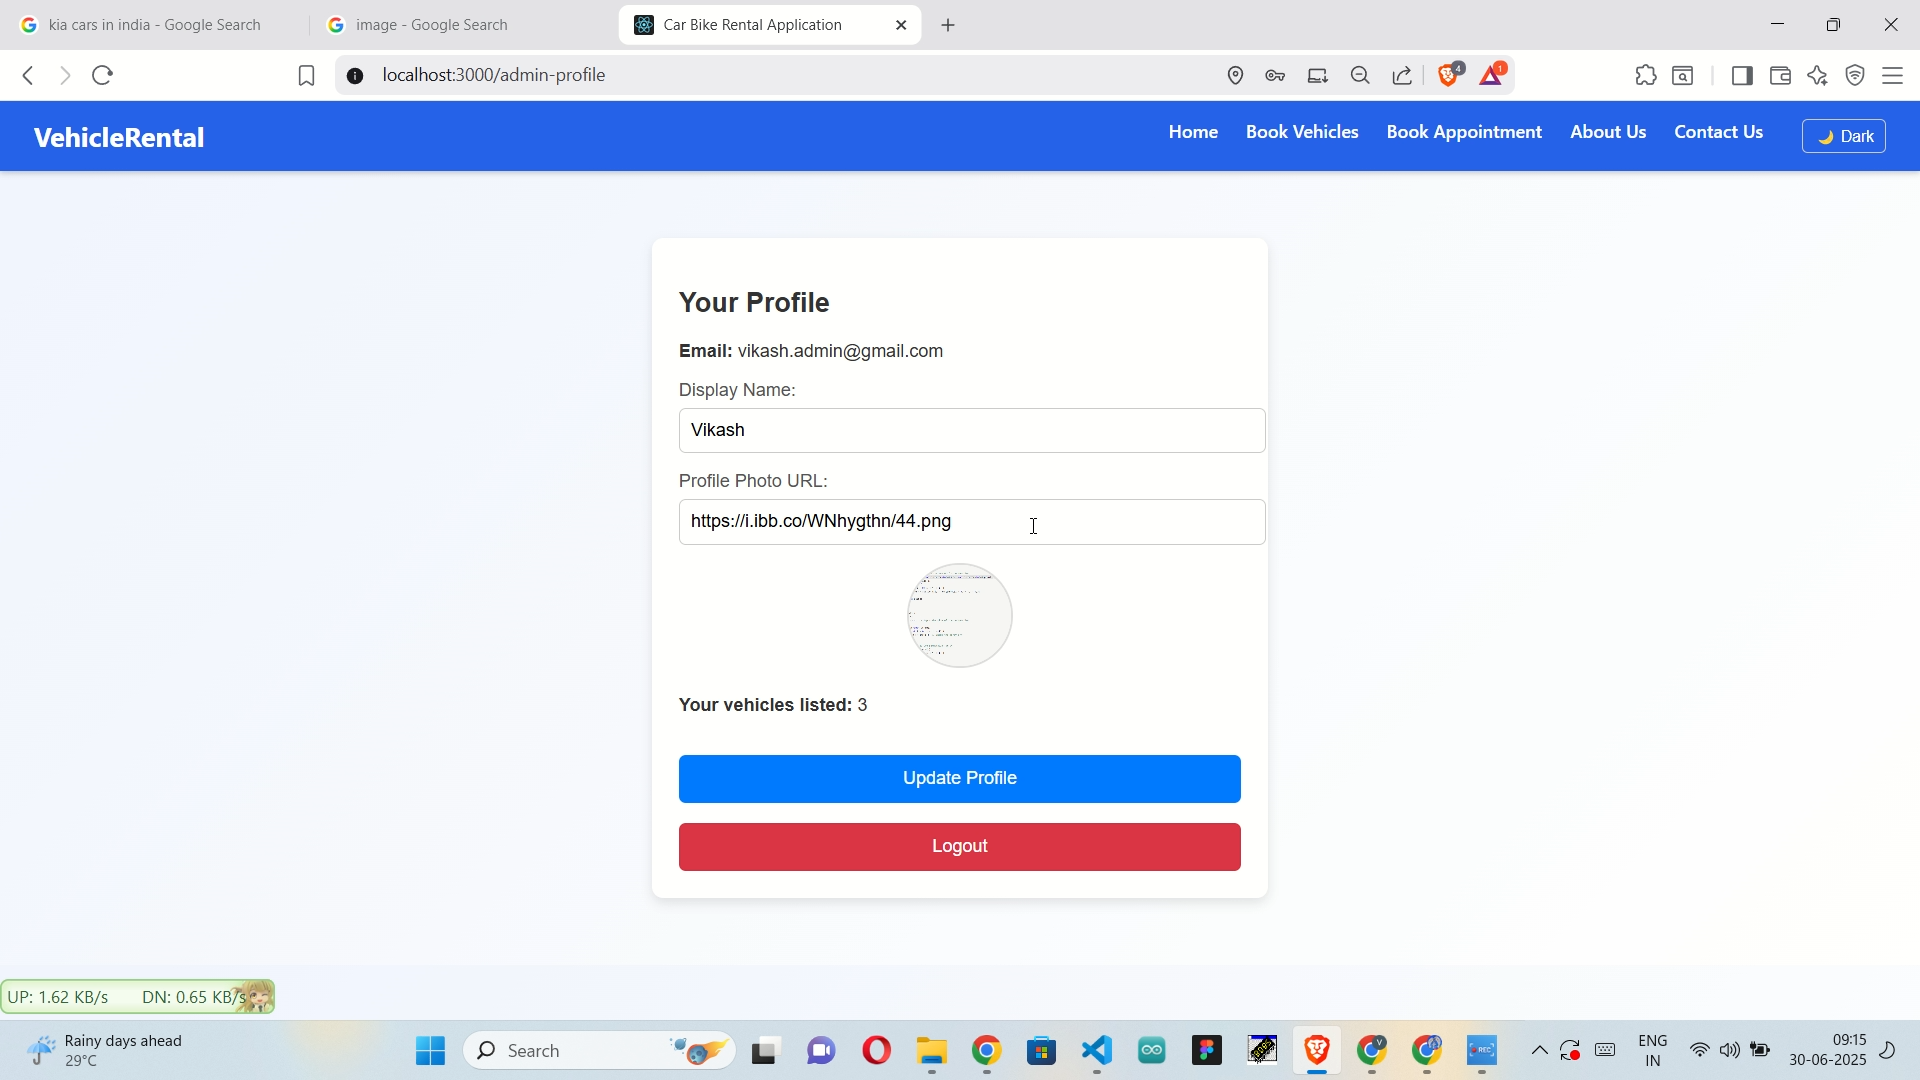 kia cars in india - Google Search
image - Google Search
Car Bike Rental Application
localhost:3000/admin-profile
4
1
VehicleRental
Home
Book Vehicles
Book Appointment
About Us
Contact Us
🌙 Dark
Your Profile
Email: vikash.admin@gmail.com
Display Name:
Vikash
Profile Photo URL:
https://i.ibb.co/WNhygthn/44.png
Your vehicles listed: 3
Update Profile
Logout
UP: 1.62 KB/s DN: 0.65 KB/s
Rainy days ahead
29°C
Search
V
REC
ENG
IN
09:15
30-06-2025